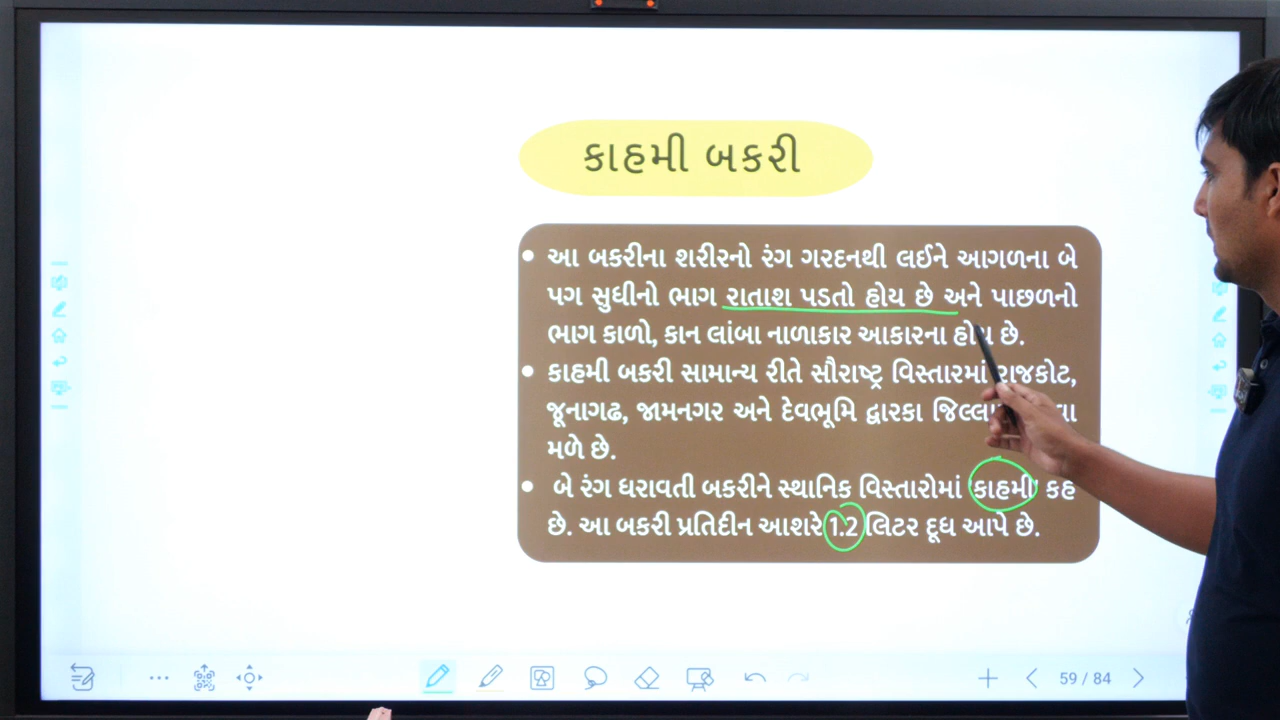 કાહમી બકરી
આ બકરીના શરીરનો રંગ ગરદનથી લઈને આગળના બે
પગ સુધીનો ભાગ રાતાશ પડતો હોય છે અને પાછળનો
ભાગ કાળો, કાન લાંબા નાળાકાર આકારના હોય છે.
કાહમી બકરી સામાન્ય રીતે સૌરાષ્ટ્ર વિસ્તારમાં રાજકોટ,
જૂનાગઢ, જામનગર અને દેવભૂમિ દ્વારકા
મળે છે.
બે રંગ ધરાવતી બકરીને સ્થાનિક વિસ્તારોમાં 'કાહમી'
છે. આ બકરી પ્રતિદીન આશરે 1.2 લિટર દૂધ આપે છે.
59 / 84